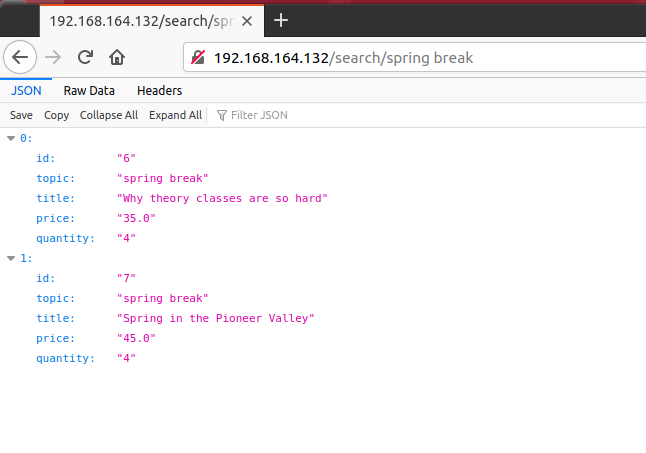 192.168.164.132/search/spr
192.168.164.132/search/spring break
JSON Raw Data Headers
Save Copy Collapse All Expand All Filter JSON
0:
id: "6"
topic: "spring break"
title: "Why theory classes are so hard"
price: "35.0"
quantity: "4"
1:
id: "7"
topic: "spring break"
title: "Spring in the Pioneer Valley"
price: "45.0"
quantity: "4"